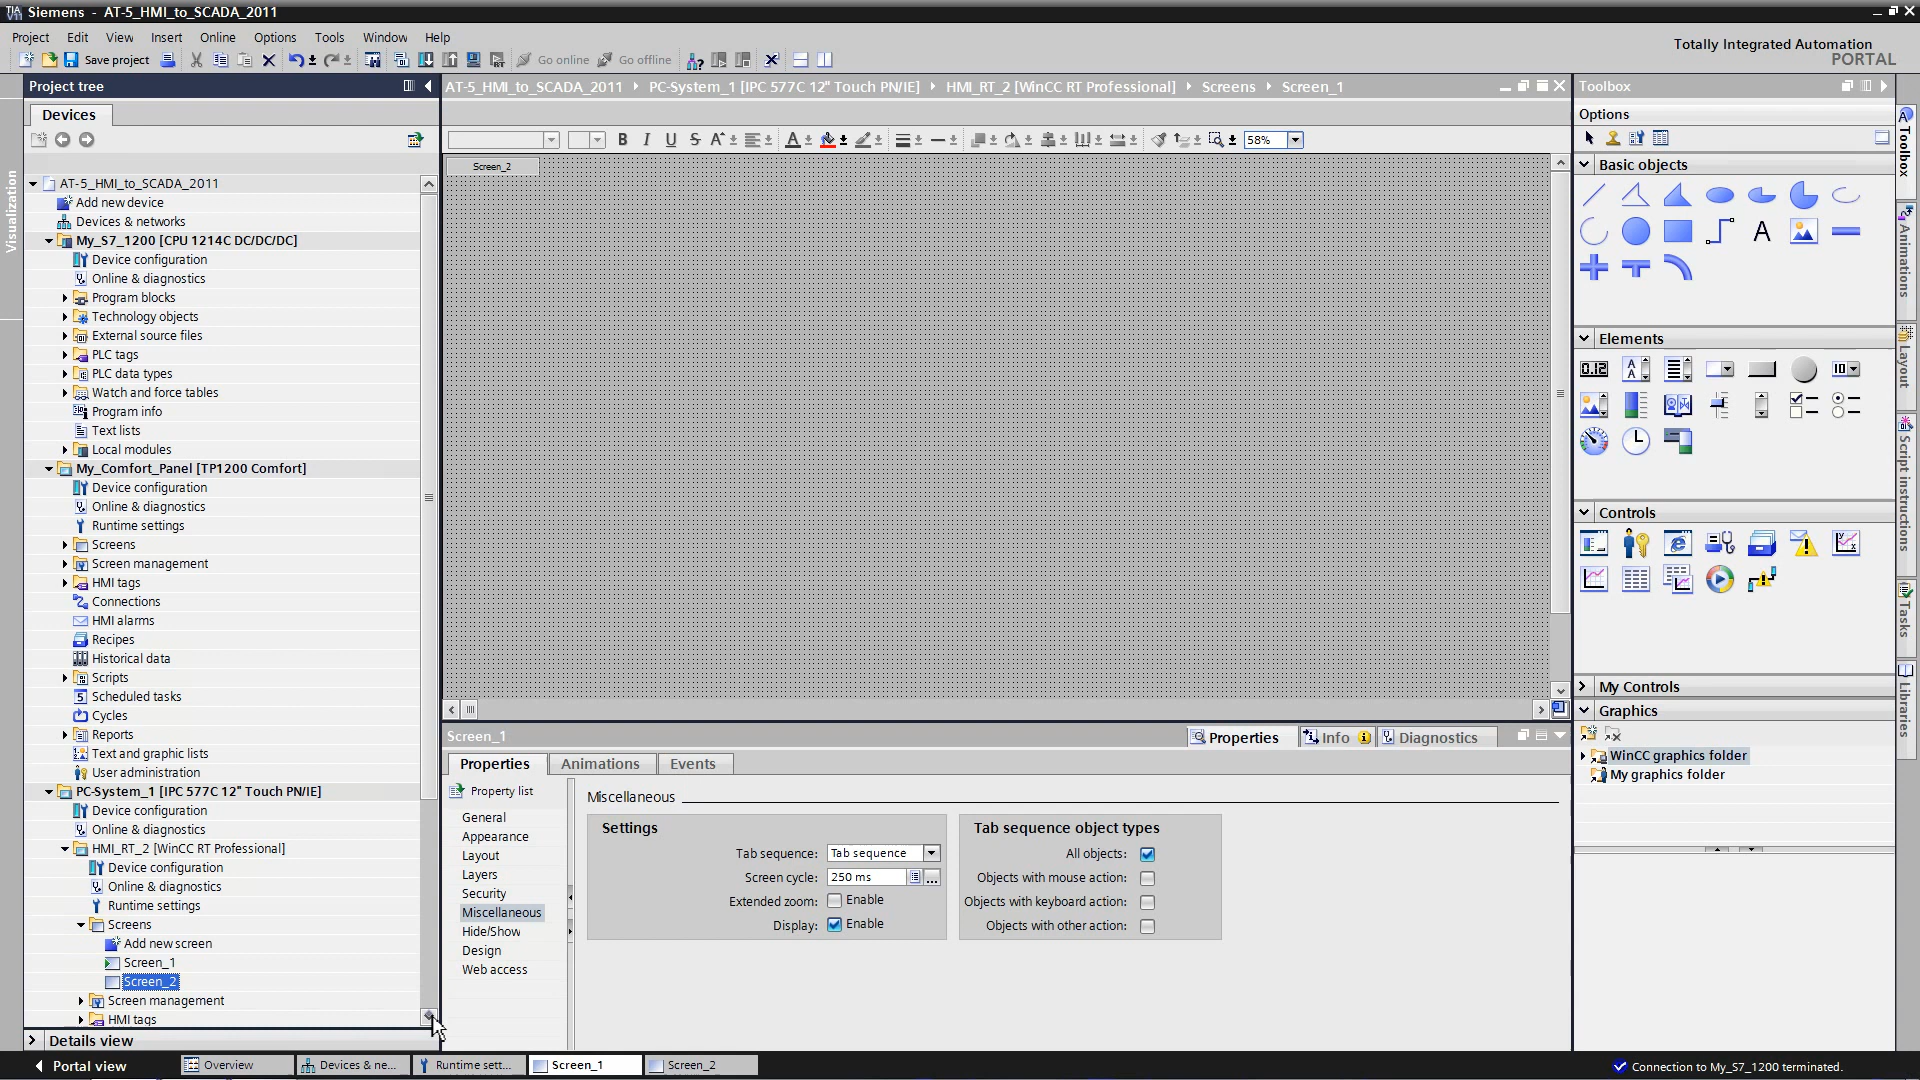 Siemens - AT-5_HMI_to_SCADA_2011
Project Edit View Insert Online Options Tools Window Help
Totally Integrated Automation
PORTAL
Save project Go online Go offline
Project tree
AT-5_HMI_to_SCADA_2011 PC-System_1 [IPC 577C 12" Touch PN/IE] HMI_RT_2 [WinCC RT Professional] Screens Screen_1
Toolbox
Devices
Options
58%
Visualization
Screen_2
AT-5_HMI_to_SCADA_2011
Add new device
Devices & networks
My_S7_1200 [CPU 1214C DC/DC/DC]
Device configuration
Online & diagnostics
Program blocks
Technology objects
External source files
PLC tags
PLC data types
Watch and force tables
Program info
Text lists
Local modules
My_Comfort_Panel [TP1200 Comfort]
Device configuration
Online & diagnostics
Runtime settings
Screens
Screen management
HMI tags
Connections
HMI alarms
Recipes
Historical data
Scripts
Scheduled tasks
Cycles
Reports
Text and graphic lists
User administration
PC-System_1 [IPC 577C 12" Touch PN/IE]
Device configuration
Online & diagnostics
HMI_RT_2 [WinCC RT Professional]
Device configuration
Online & diagnostics
Runtime settings
Screens
Add new screen
Screen_1
Screen_2
Screen management
HMI tags
Details view
Screen_1
Properties Info Diagnostics
Properties Animations Events
Property list
General
Appearance
Layout
Layers
Security
Miscellaneous
Hide/Show
Design
Web access
Miscellaneous
Settings
Tab sequence: Tab sequence
Screen cycle: 250 ms
Extended zoom: Enable
Display: Enable
Tab sequence object types
All objects:
Objects with mouse action:
Objects with keyboard action:
Objects with other action:
Basic objects
Elements
Controls
My Controls
Graphics
WinCC graphics folder
My graphics folder
Toolbox
Animations
Layout
Script instructions
Tasks
Libraries
Portal view Overview Devices & ne... Runtime sett... Screen_1 Screen_2
Connection to My_S7_1200 terminated.